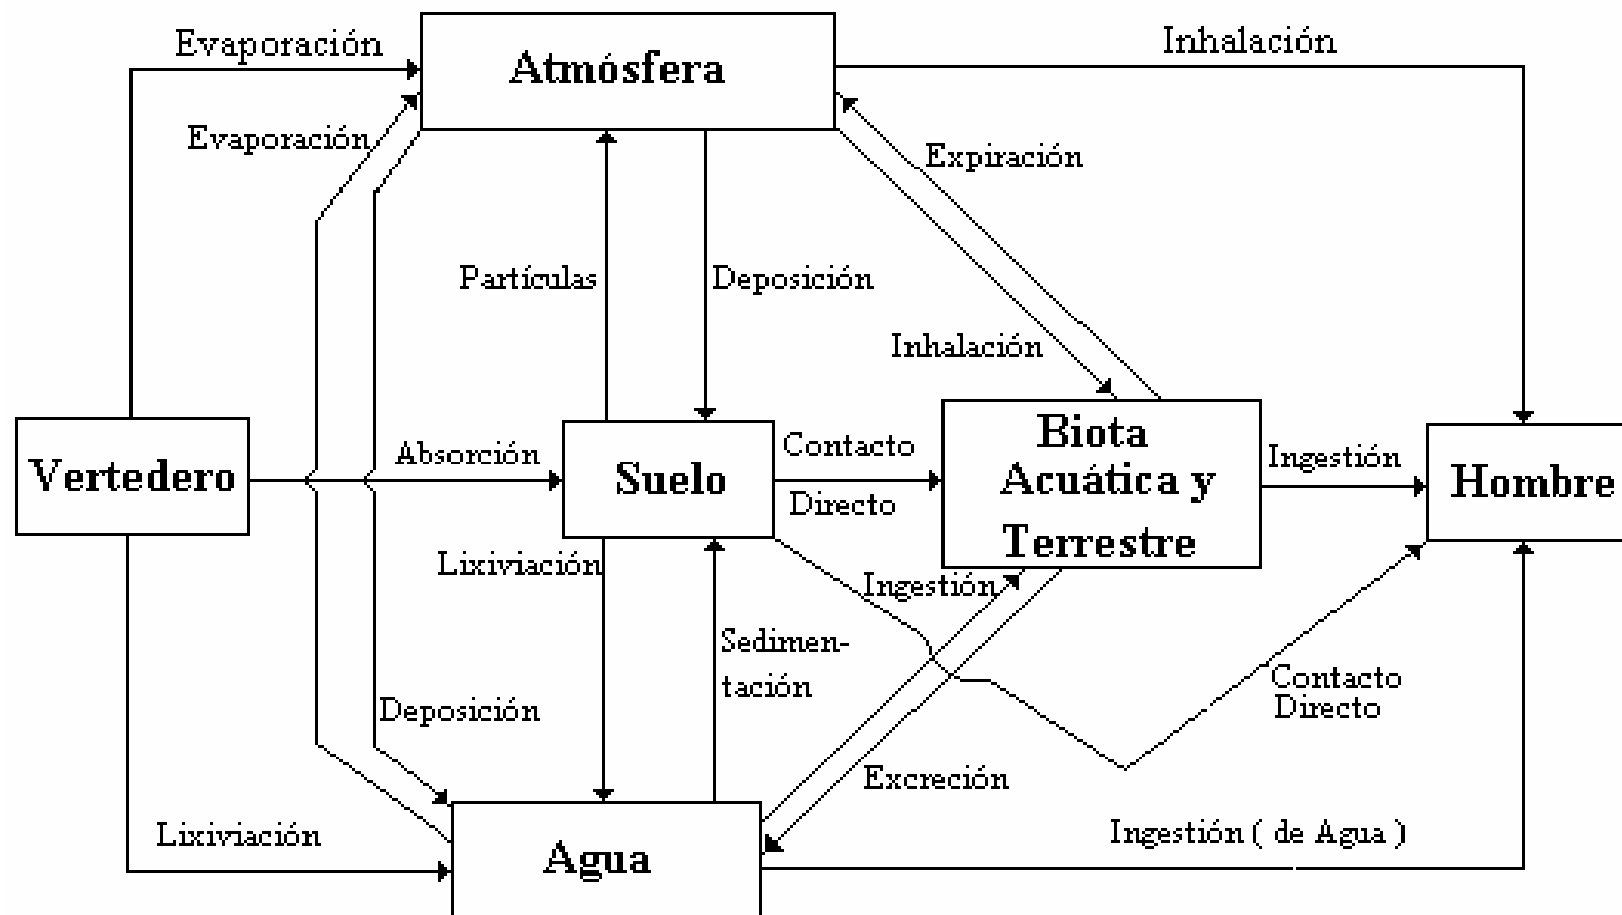 Evaporación
Atmósfera
Inhalación
Evaporación
Expiración
Partículas
Deposición
Inhalación
Vertedero
Absorción
Suelo
Contacto
Directo
Biota
Acuática y
Terrestre
Ingestión
Hombre
Lixiviación
Ingestión
Sedimen-
tación
Contacto
Directo
Deposición
Excreción
Lixiviación
Agua
Ingestión ( de Agua )